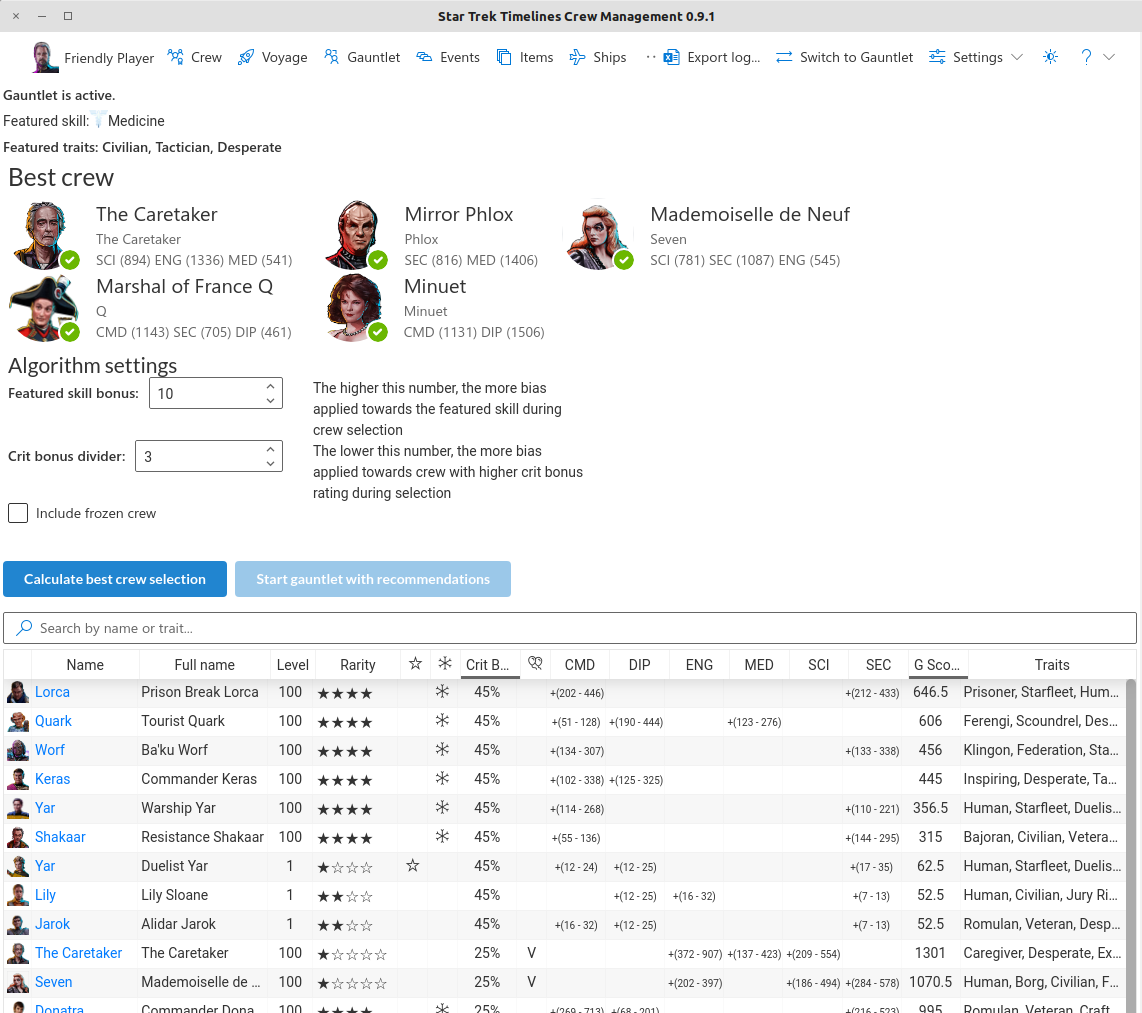 Star Trek Timelines Crew Management 0.9.1
Friendly Player Crew Voyage Gauntlet Events Items Ships ·· Export log... Switch to Gauntlet Settings ?
Gauntlet is active.
Featured skill: Medicine
Featured traits: Civilian, Tactician, Desperate
Best crew
The Caretaker
The Caretaker
SCI (894) ENG (1336) MED (541)
Mirror Phlox
Phlox
SEC (816) MED (1406)
Mademoiselle de Neuf
Seven
SCI (781) SEC (1087) ENG (545)
Marshal of France Q
Q
CMD (1143) SEC (705) DIP (461)
Minuet
Minuet
CMD (1131) DIP (1506)
Algorithm settings
Featured skill bonus: 10
The higher this number, the more bias
applied towards the featured skill during
crew selection
Crit bonus divider: 3
The lower this number, the more bias
applied towards crew with higher crit bonus
rating during selection
Include frozen crew
Calculate best crew selection Start gauntlet with recommendations
Search by name or trait...
Name Full name Level Rarity Crit B... CMD DIP ENG MED SCI SEC G Sco... Traits
Lorca Prison Break Lorca 100 ★★★★ 45% +(202 - 446) +(212 - 433) 646.5 Prisoner, Starfleet, Hum...
Quark Tourist Quark 100 ★★★★ 45% +(51 - 128) +(190 - 444) +(123 - 276) 606 Ferengi, Scoundrel, Des...
Worf Ba'ku Worf 100 ★★★★ 45% +(134 - 307) +(133 - 338) 456 Klingon, Federation, Sta...
Keras Commander Keras 100 ★★★★ 45% +(102 - 338) +(125 - 325) 445 Inspiring, Desperate, Ta...
Yar Warship Yar 100 ★★★★ 45% +(114 - 268) +(110 - 221) 356.5 Human, Starfleet, Duelis...
Shakaar Resistance Shakaar 100 ★★★★ 45% +(55 - 136) +(144 - 295) 315 Bajoran, Civilian, Vetera...
Yar Duelist Yar 1 ★☆☆☆ ☆ 45% +(12 - 24) +(12 - 25) +(17 - 35) 62.5 Human, Starfleet, Duelis...
Lily Lily Sloane 1 ★★☆☆ 45% +(12 - 25) +(16 - 32) +(7 - 13) 52.5 Human, Civilian, Jury Ri...
Jarok Alidar Jarok 1 ★★☆☆ 45% +(16 - 32) +(12 - 25) +(7 - 13) 52.5 Romulan, Veteran, Desp...
The Caretaker The Caretaker 100 ★☆☆☆☆ 25% V +(372 - 907) +(137 - 423) +(209 - 554) 1301 Caregiver, Desperate, Ex...
Seven Mademoiselle de ... 100 ★☆☆☆☆ 25% V +(202 - 397) +(186 - 494) +(284 - 578) 1070.5 Human, Borg, Civilian, F...
Donatra Commander Dona... 100 ★☆☆☆☆ 25% +(269 - 713) +(68 - 201) +(216 - 523) 995 Romulan, Veteran, Craft...